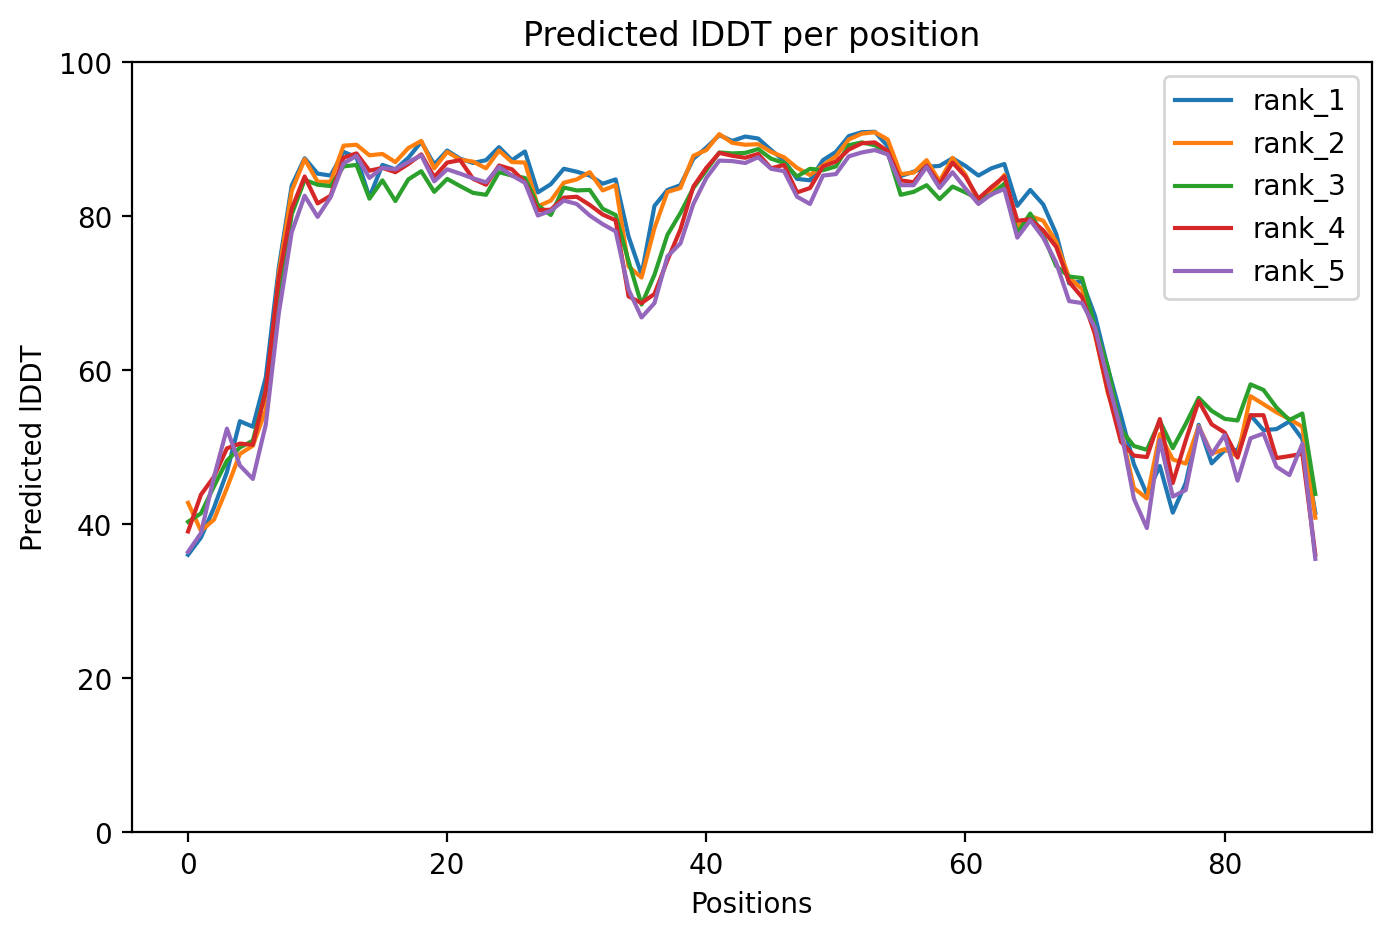 Predicted lDDT per position
100
80
60
40
20
0
Predicted lDDT
0 20 40 60 80
Positions
rank_1
rank_2
rank_3
rank_4
rank_5